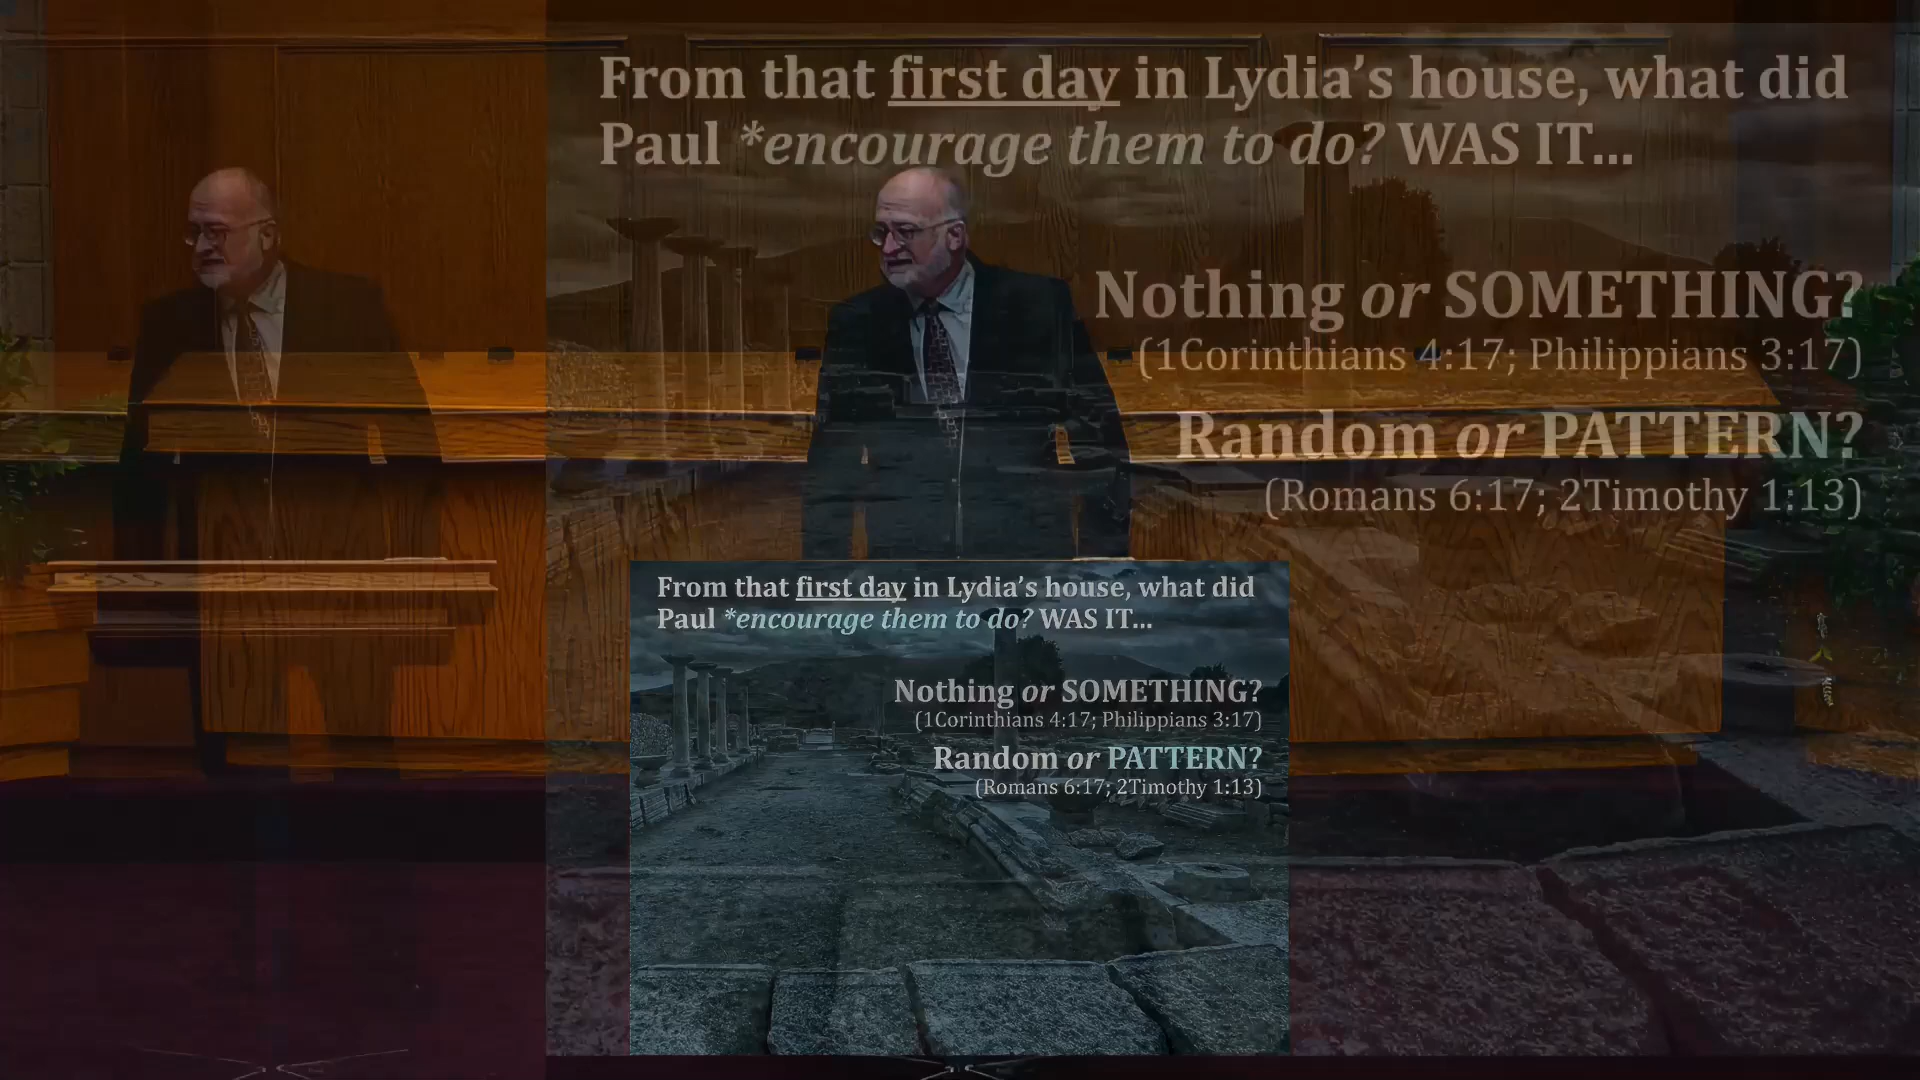 From that first day in Lydia's house, what did
Paul *encourage them to do? WAS IT...
Nothing or SOMETHING?
(1Corinthians 4:17; Philippians 3:17)
Random or PATTERN?
(Romans 6:17; 2Timothy 1:13)
From that first day in Lydia's house, what did
Paul *encourage them to do? WAS IT...
Nothing or SOMETHING?
(1Corinthians 4:17; Philippians 3:17)
Random or PATTERN?
(Romans 6:17; 2Timothy 1:13)